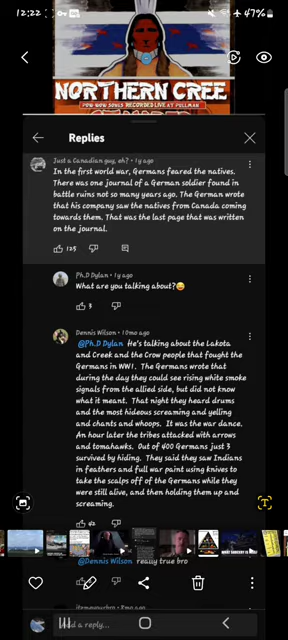 12:22
47%
NORTHERN CREE
POW WOW SONGS RECORDED LIVE AT PULLMAN
Replies
Just a Canadian guy, eh? • 1y ago
In the first world war, Germans feared the natives.
There was one journal of a German soldier found in
battle ruins not so many years ago. The German wrote
that his company saw the natives from Canada coming
towards them. That was the last page that was written
on the journal.
125
Ph.D Dylan • 1y ago
What are you talking about?😅
3
Dennis Wilson • 10mo ago
@Ph.D Dylan He's talking about the Lakota
and Creek and the Crow people that fought the
Germans in WW1. The Germans wrote that
during the day they could see rising white smoke
signals from the allied side, but did not know
what it meant. That night they heard drums
and the most hideous screaming and yelling
and chants and whoops. It was the war dance.
An hour later the tribes attacked with arrows
and tomahawks. Out of 400 Germans just 3
survived by hiding. They said they saw Indians
in feathers and full war paint using knives to
take the scalps off of the Germans while they
were still alive, and then holding them up and
screaming.
42
@Dennis Wilson really true bro
Add a reply...